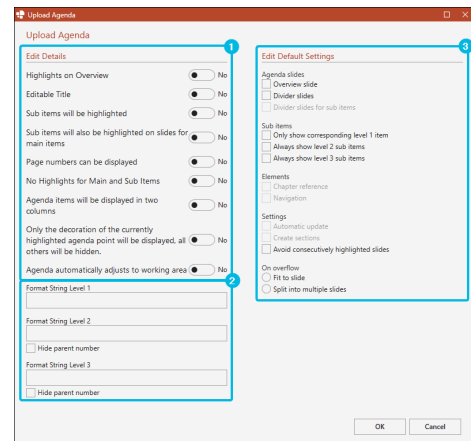 Upload Agenda
Upload Agenda
1
Edit Details
Highlights on Overview
No
Editable Title
No
Sub items will be highlighted
No
Sub items will also be highlighted on slides for
main items
No
Page numbers can be displayed
No
No Highlights for Main and Sub Items
No
Agenda items will be displayed in two
columns
No
Only the decoration of the currently
highlighted agenda point will be displayed, all
others will be hidden.
No
Agenda automatically adjusts to working area
No
2
Format String Level 1
Format String Level 2
Hide parent number
Format String Level 3
Hide parent number
3
Edit Default Settings
Agenda slides
Overview slide
Divider slides
Divider slides for sub items
Sub items
Only show corresponding level 1 item
Always show level 2 sub items
Always show level 3 sub items
Elements
Chapter reference
Navigation
Settings
Automatic update
Create sections
Avoid consecutively highlighted slides
On overflow
Fit to slide
Split into multiple slides
OK
Cancel